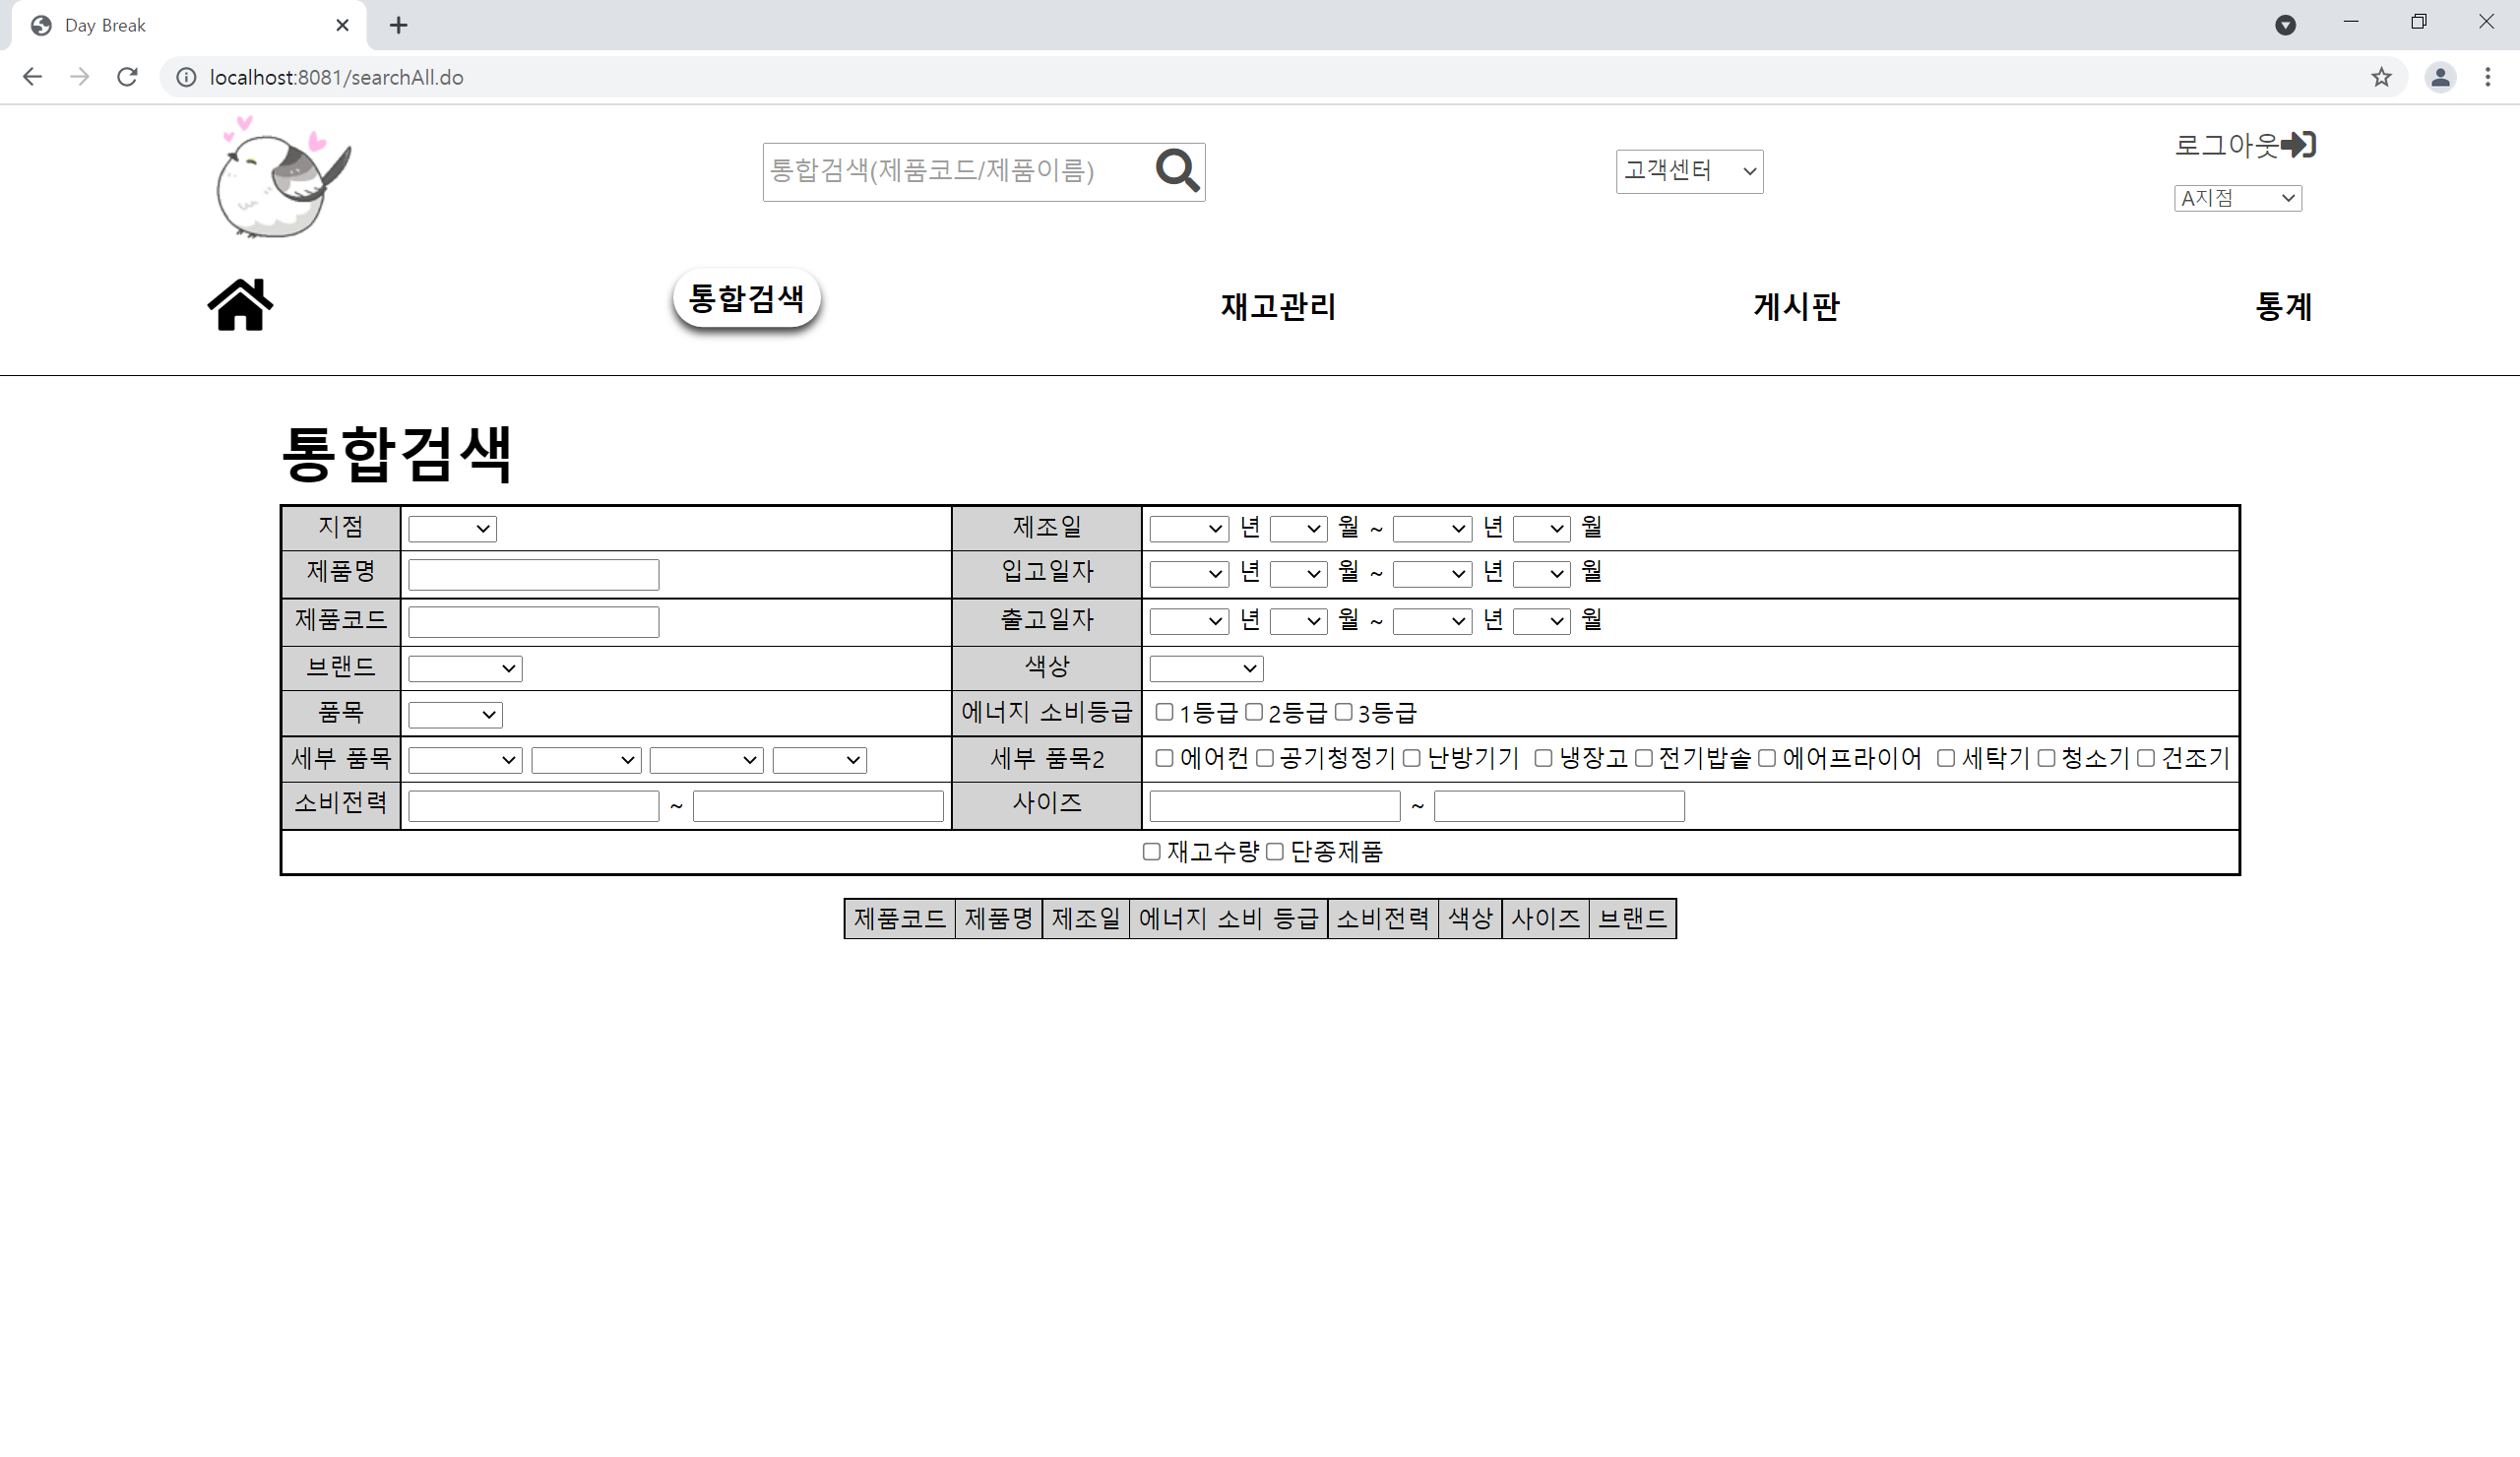 Day Break
localhost:8081/searchAll.do
통합검색(제품코드/제품이름)
고객센터
로그아웃
A지점
통합검색 재고관리 게시판 통계
통합검색
지점 제조일 년 월 ~ 년 월
제품명 입고일자 년 월 ~ 년 월
제품코드 출고일자 년 월 ~ 년 월
브랜드 색상
품목 에너지 소비등급 1등급 2등급 3등급
세부 품목 세부 품목2 에어컨 공기청정기 난방기기 냉장고 전기밥솥 에어프라이어 세탁기 청소기 건조기
소비전력 ~ 사이즈 ~
재고수량 단종제품
제품코드 제품명 제조일 에너지 소비 등급 소비전력 색상 사이즈 브랜드